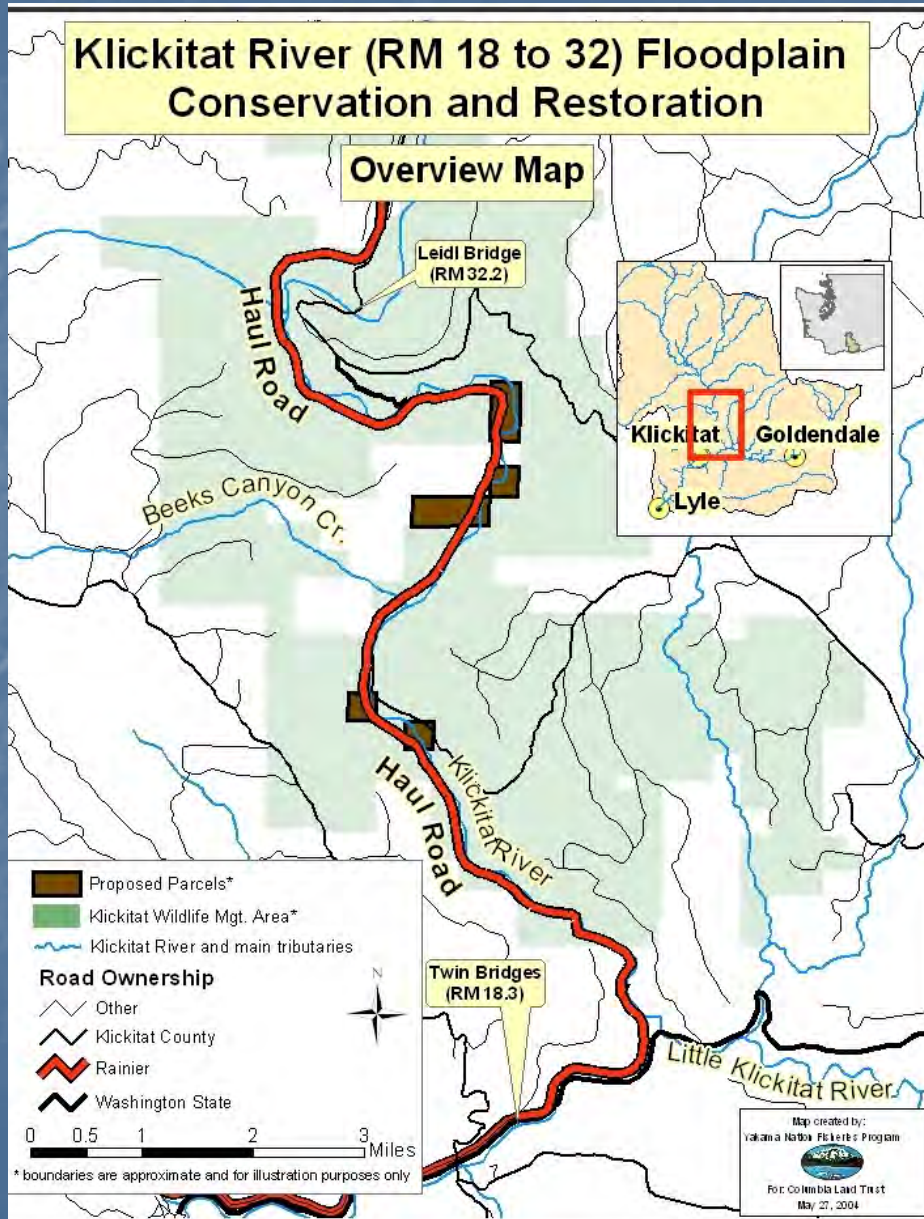 Klickitat River (RM 18 to 32) Floodplain
Conservation and Restoration
Overview Map
Leidl Bridge
(RM 32.2)
Haul Road
Klickitat
Goldendale
Lyle
Beeks Canyon Cr.
Haul Road
Klickitat River
Proposed Parcels*
Klickitat Wildlife Mgt. Area*
Klickitat River and main tributaries
Road Ownership
N
Other
Klickitat County
Rainier
Washington State
0 0.5 1 2 3
Miles
* boundaries are approximate and for illustration purposes only
Twin Bridges
(RM 18.3)
Little Klickitat River
Map created by:
Yakama Nation Fisheries Program
For: Columbia Land Trust
May 27, 2004